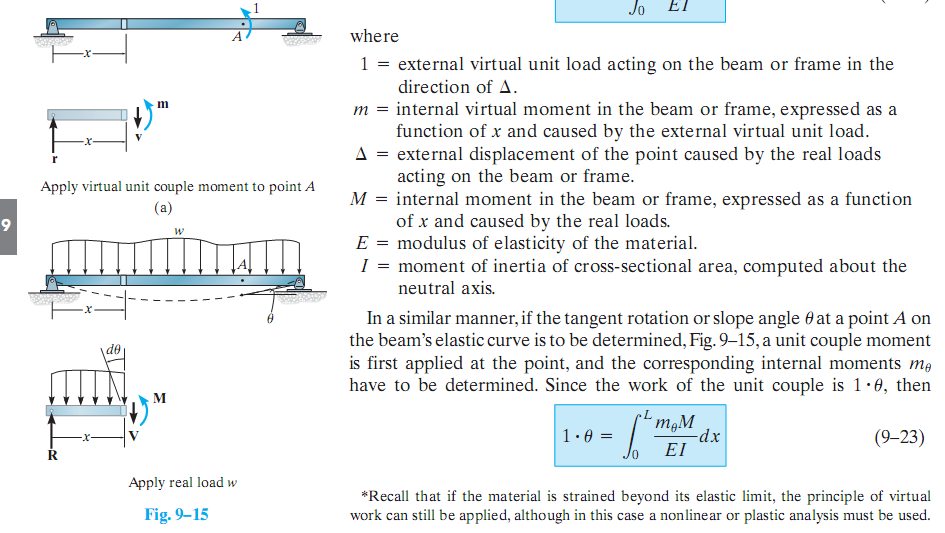 1
A
x
m
v
x
r
Apply virtual unit couple moment to point A
(a)
9
w
A
x
θ
dθ
M
x
V
R
Apply real load w
Fig. 9–15
∫0 EI
where
1 = external virtual unit load acting on the beam or frame in the
direction of Δ.
m = internal virtual moment in the beam or frame, expressed as a
function of x and caused by the external virtual unit load.
Δ = external displacement of the point caused by the real loads
acting on the beam or frame.
M = internal moment in the beam or frame, expressed as a function
of x and caused by the real loads.
E = modulus of elasticity of the material.
I = moment of inertia of cross-sectional area, computed about the
neutral axis.
In a similar manner, if the tangent rotation or slope angle θ at a point A on
the beam's elastic curve is to be determined, Fig. 9–15, a unit couple moment
is first applied at the point, and the corresponding internal moments mθ
have to be determined. Since the work of the unit couple is 1·θ, then
1·θ = ∫0^L mθM/EI dx
(9–23)
*Recall that if the material is strained beyond its elastic limit, the principle of virtual
work can still be applied, although in this case a nonlinear or plastic analysis must be used.